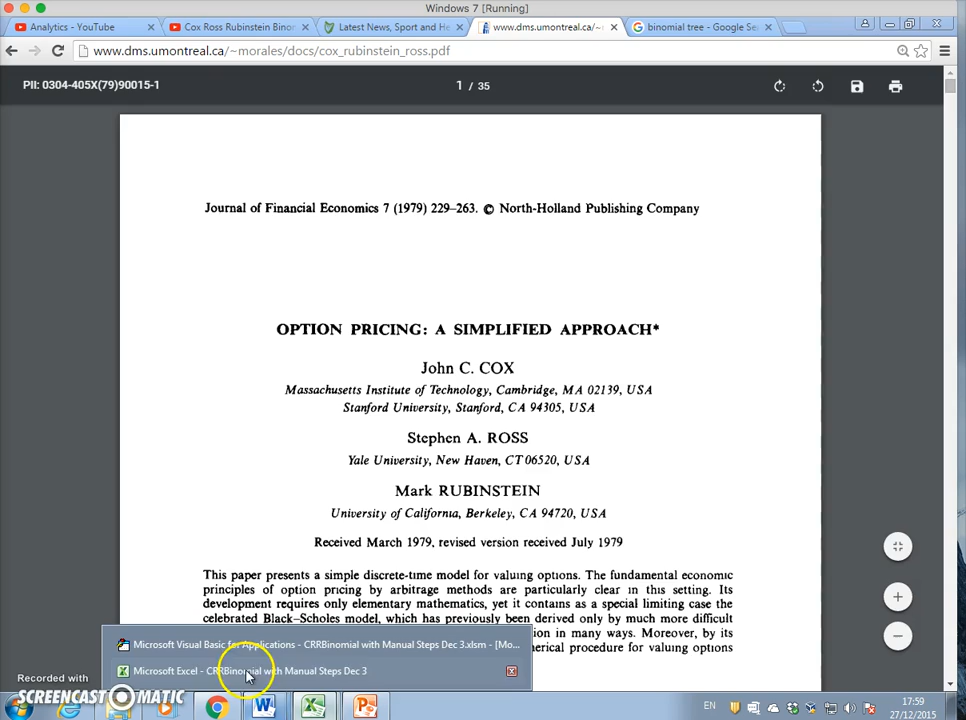 Windows 7 [Running]
Analytics - YouTube
Cox Ross Rubinstein Binor
Latest News, Sport and He
www.dms.umontreal.ca/~m
binomial tree - Google Se
www.dms.umontreal.ca/~morales/docs/cox_rubinstein_ross.pdf
PII: 0304-405X(79)90015-1
1 / 35
Journal of Financial Economics 7 (1979) 229–263. © North-Holland Publishing Company
OPTION PRICING: A SIMPLIFIED APPROACH*
John C. COX
Massachusetts Institute of Technology, Cambridge, MA 02139, USA
Stanford University, Stanford, CA 94305, USA
Stephen A. ROSS
Yale University, New Haven, CT 06520, USA
Mark RUBINSTEIN
University of California, Berkeley, CA 94720, USA
Received March 1979, revised version received July 1979
This paper presents a simple discrete-time model for valuing options. The fundamental economic
principles of option pricing by arbitrage methods are particularly clear in this setting. Its
development requires only elementary mathematics, yet it contains as a special limiting case the
celebrated Black–Scholes model, which has previously been derived only by much more difficult
ion in many ways. Moreover, by its
erical procedure for valuing options
Microsoft Visual Basic for Applications - CRRBinomial with Manual Steps Dec 3.xlsm - [Mo...
Microsoft Excel - CRRBinomial with Manual Steps Dec 3
Recorded with
SCREENCAST MATIC
EN
17:59
27/12/2015